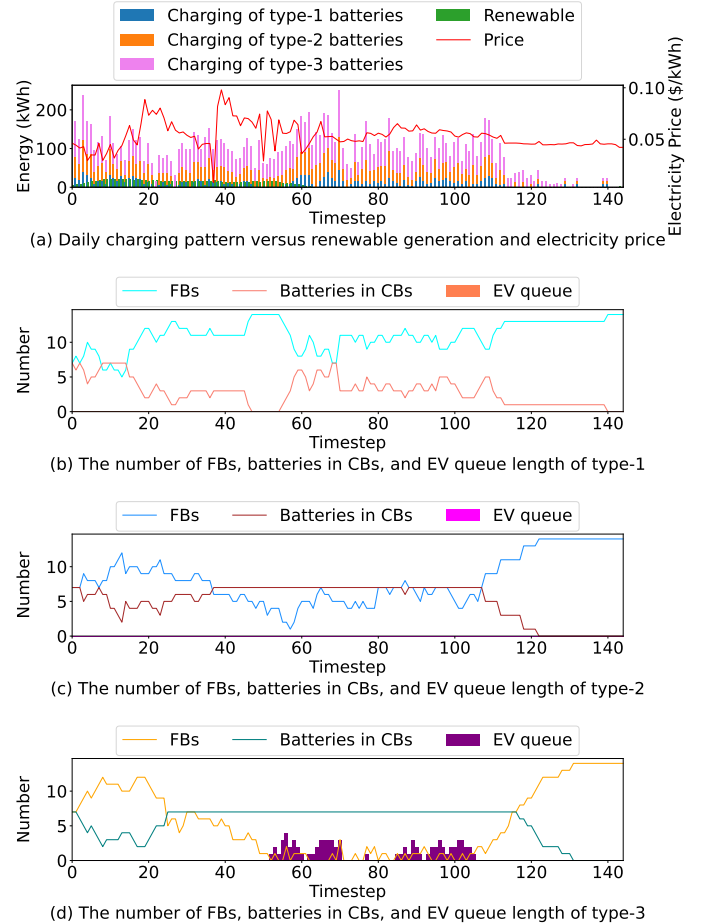 Charging of type-1 batteries
Charging of type-2 batteries
Charging of type-3 batteries
Renewable
Price
Energy (kWh)
200
100
0
0.10
0.05
Electricity Price ($/kWh)
0 20 40 60 80 100 120 140
Timestep
(a) Daily charging pattern versus renewable generation and electricity price
FBs Batteries in CBs EV queue
Number
10
5
0
0 20 40 60 80 100 120 140
Timestep
(b) The number of FBs, batteries in CBs, and EV queue length of type-1
FBs Batteries in CBs EV queue
Number
10
5
0
0 20 40 60 80 100 120 140
Timestep
(c) The number of FBs, batteries in CBs, and EV queue length of type-2
FBs Batteries in CBs EV queue
Number
10
5
0
0 20 40 60 80 100 120 140
Timestep
(d) The number of FBs, batteries in CBs, and EV queue length of type-3